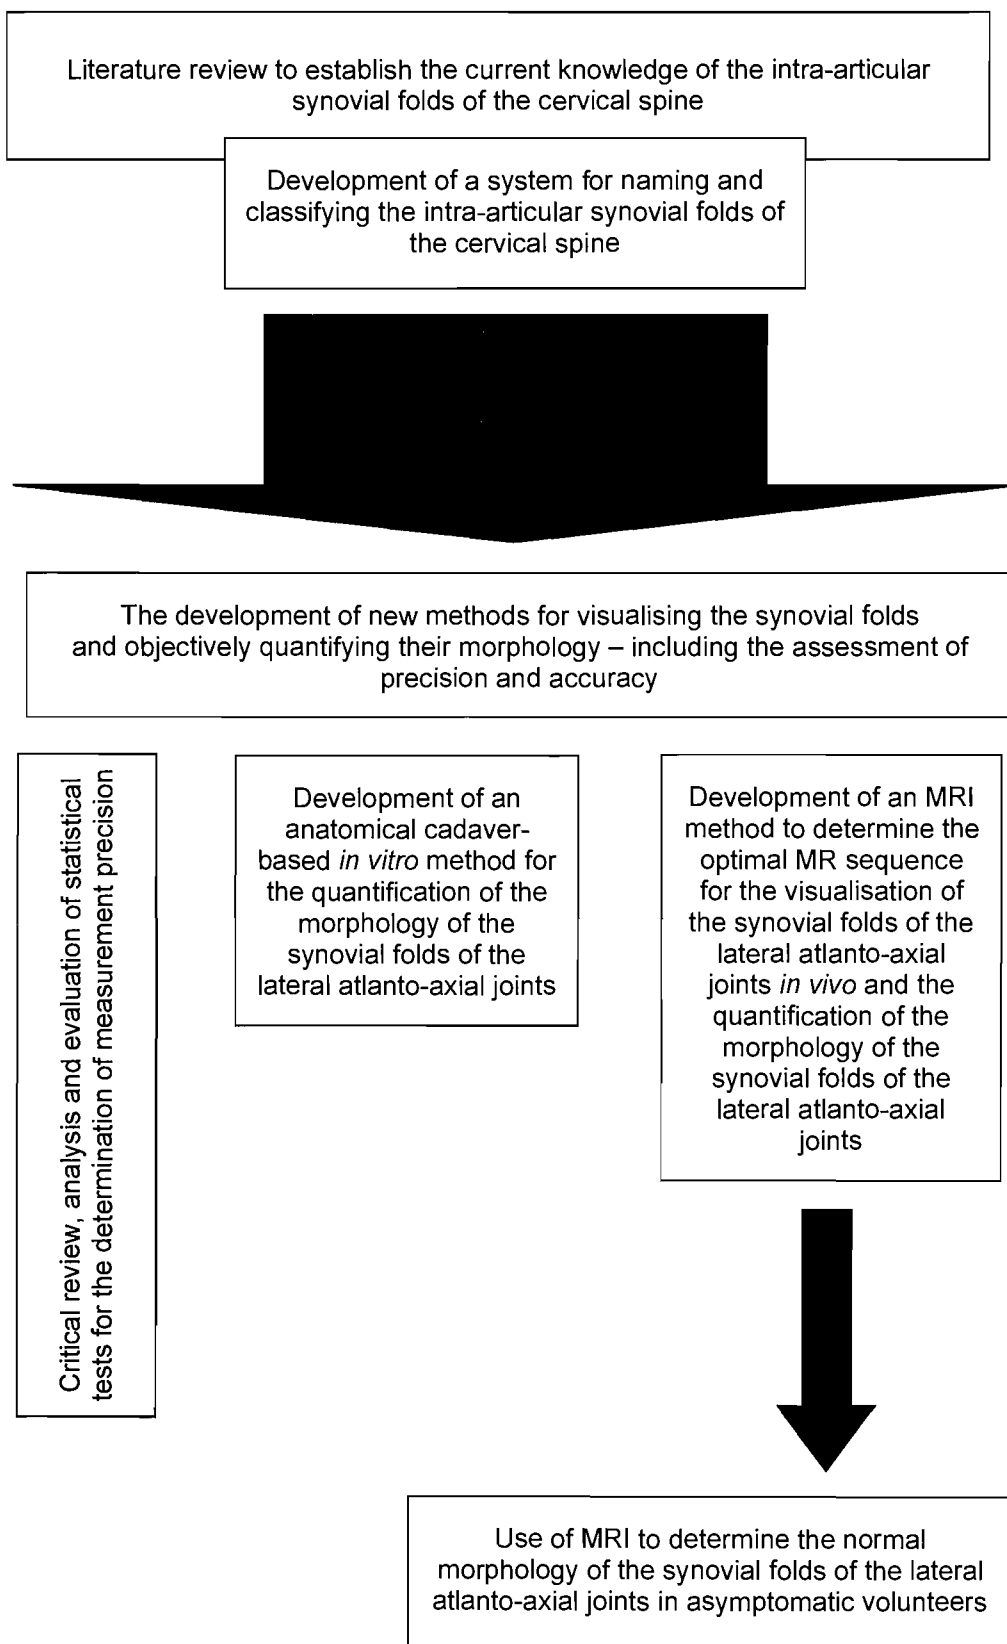 Literature review to establish the current knowledge of the intra-articular
synovial folds of the cervical spine
Development of a system for naming and
classifying the intra-articular synovial folds of
the cervical spine
The development of new methods for visualising the synovial folds
and objectively quantifying their morphology – including the assessment of
precision and accuracy
Critical review, analysis and evaluation of statistical
tests for the determination of measurement precision
Development of an
anatomical cadaver-
based in vitro method for
the quantification of the
morphology of the
synovial folds of the
lateral atlanto-axial joints
Development of an MRI
method to determine the
optimal MR sequence
for the visualisation of
the synovial folds of the
lateral atlanto-axial
joints in vivo and the
quantification of the
morphology of the
synovial folds of the
lateral atlanto-axial
joints
Use of MRI to determine the normal
morphology of the synovial folds of the lateral
atlanto-axial joints in asymptomatic volunteers